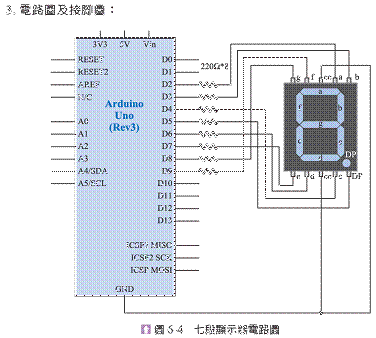 3. 電路圖及接腳圖：
3V3 5V Vin
RESET
RESET2
AREF
N/C
A0
A1
A2
A3
A4/SDA
A5/SCL
Arduino
Uno
(Rev3)
D0
D1
D2
D3
D4
D5
D6
D7
D8
D9
D10
D11
D12
D13
ICSP MISO
ICSP SCK
ICSP MOSI
GND
220Ω*8
g f cc a b
a
f b
g
e c
d
DP
e d cc c DP
圖 5-4 七段顯示器電路圖